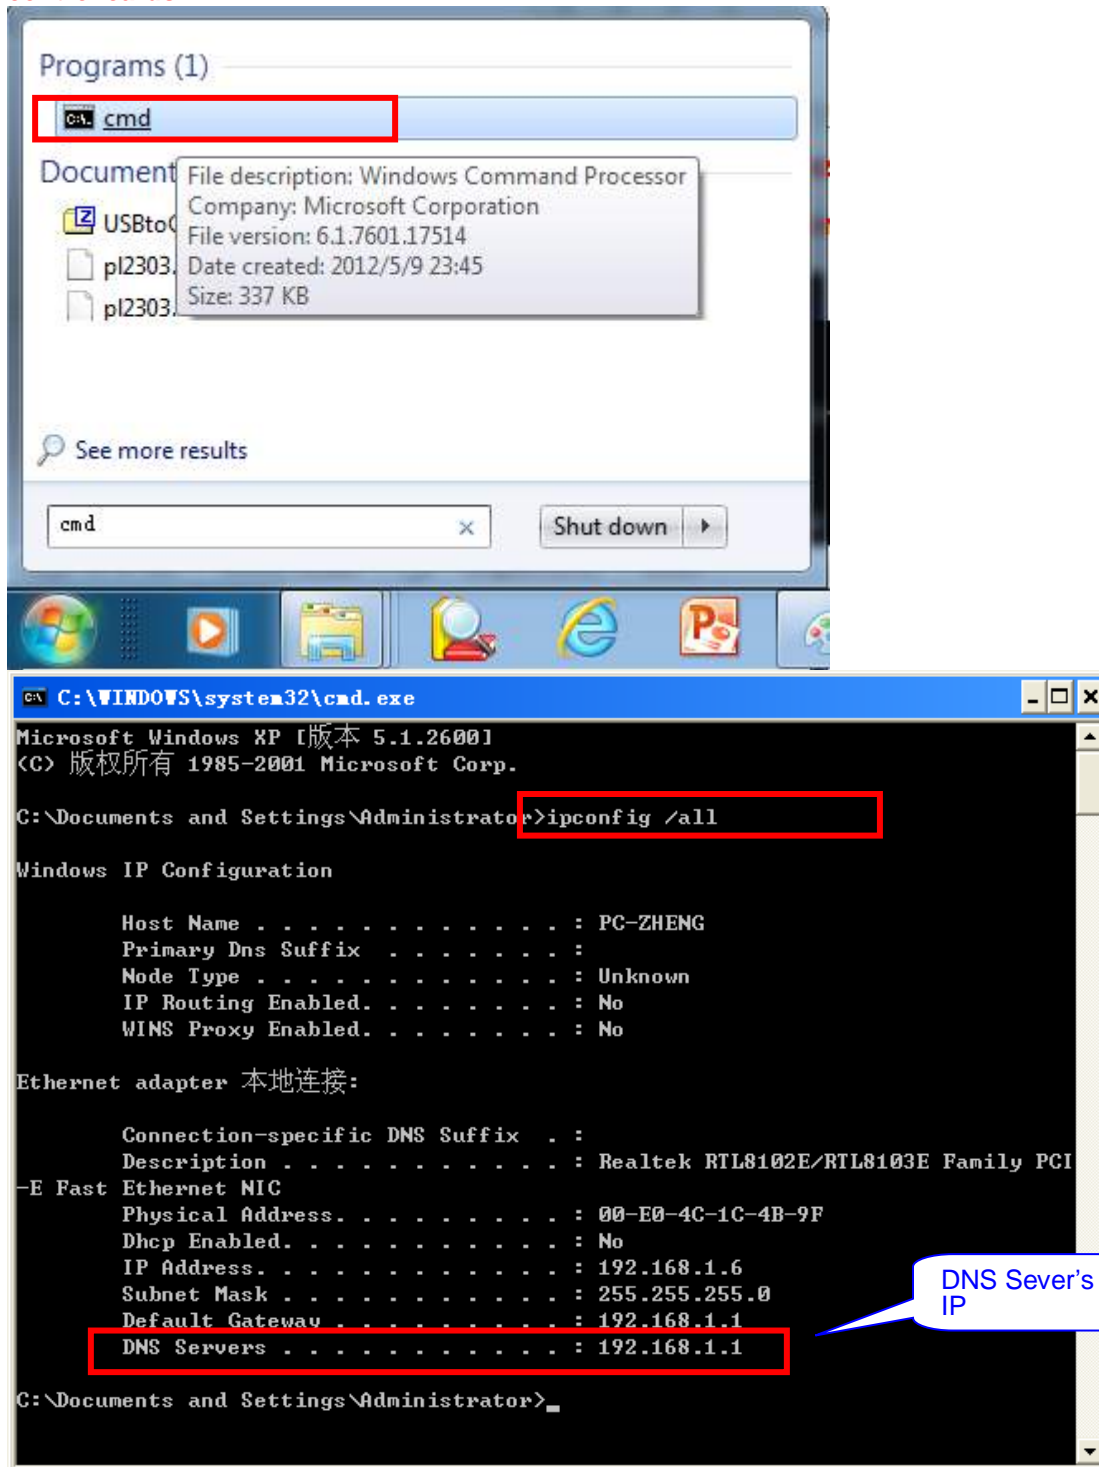 Programs (1)
cmd
Document
File description: Windows Command Processor
Company: Microsoft Corporation
File version: 6.1.7601.17514
Date created: 2012/5/9 23:45
Size: 337 KB
USBto
pl2303.
pl2303.
See more results
cmd
Shut down
C:\WINDOWS\system32\cmd.exe
Microsoft Windows XP [版本 5.1.2600]
(C) 版权所有 1985-2001 Microsoft Corp.
C:\Documents and Settings\Administrator>ipconfig /all
Windows IP Configuration
Host Name . . . . . . . . . . . . : PC-ZHENG
Primary Dns Suffix  . . . . . . . :
Node Type . . . . . . . . . . . . : Unknown
IP Routing Enabled. . . . . . . . : No
WINS Proxy Enabled. . . . . . . . : No
Ethernet adapter 本地连接:
Connection-specific DNS Suffix  . :
Description . . . . . . . . . . . : Realtek RTL8102E/RTL8103E Family PCI
-E Fast Ethernet NIC
Physical Address. . . . . . . . . : 00-E0-4C-1C-4B-9F
Dhcp Enabled. . . . . . . . . . . : No
IP Address. . . . . . . . . . . . : 192.168.1.6
Subnet Mask . . . . . . . . . . . : 255.255.255.0
Default Gateway . . . . . . . . . : 192.168.1.1
DNS Servers . . . . . . . . . . . : 192.168.1.1
DNS Sever's
IP
C:\Documents and Settings\Administrator>_